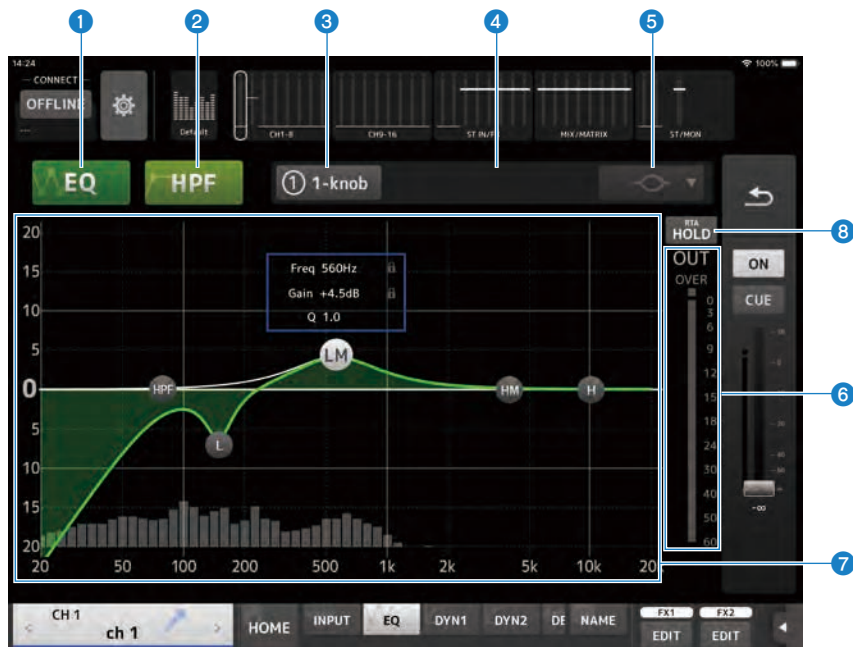 1 2 3 4 5
14:24 100%
CONNECT
OFFLINE
---
Default
CH1-8
CH9-16
MIX/MATRIX
ST/MON
EQ
HPF
1 1-knob
RTA
HOLD
8
OUT
OVER
ON
CUE
Freq 560Hz
Gain +4.5dB
Q 1.0
20
15
10
5
0
5
10
15
20
HPF
L
LM
HM
H
0
3
6
9
12
15
18
24
30
40
50
60
6
-∞
7
20 50 100 200 500 1k 2k 5k 10k
CH 1
ch 1
HOME
INPUT
EQ
DYN1
DYN2
NAME
FX1
EDIT
FX2
EDIT